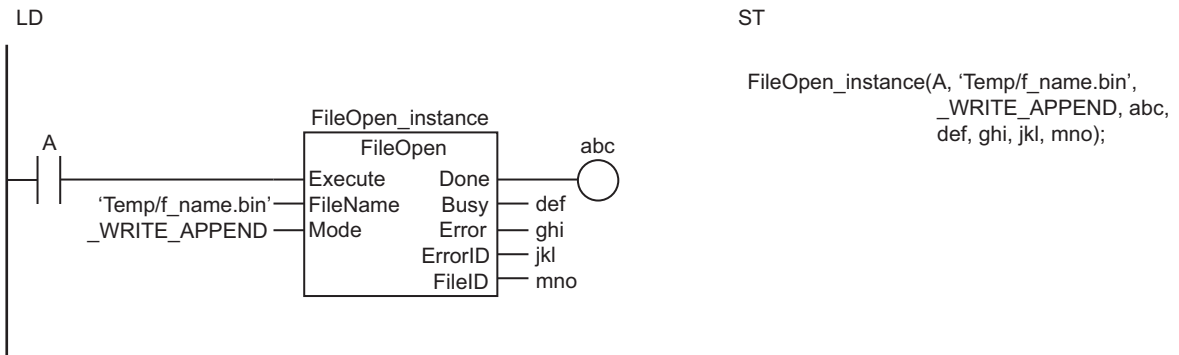 LD
ST
FileOpen_instance(A, ‘Temp/f_name.bin’,
_WRITE_APPEND, abc,
def, ghi, jkl, mno);
FileOpen_instance
A
FileOpen
abc
Execute Done
‘Temp/f_name.bin’ FileName Busy def
_WRITE_APPEND Mode Error ghi
ErrorID jkl
FileID mno